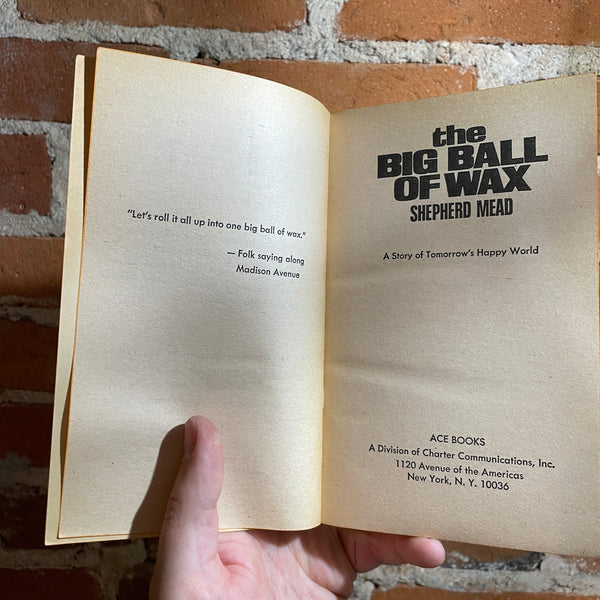 "Let's roll it all up into one big ball of wax."
— Folk saying along
Madison Avenue
the
BIG BALL
OF WAX
SHEPHERD MEAD
A Story of Tomorrow's Happy World
ACE BOOKS
A Division of Charter Communications, Inc.
1120 Avenue of the Americas
New York, N. Y. 10036